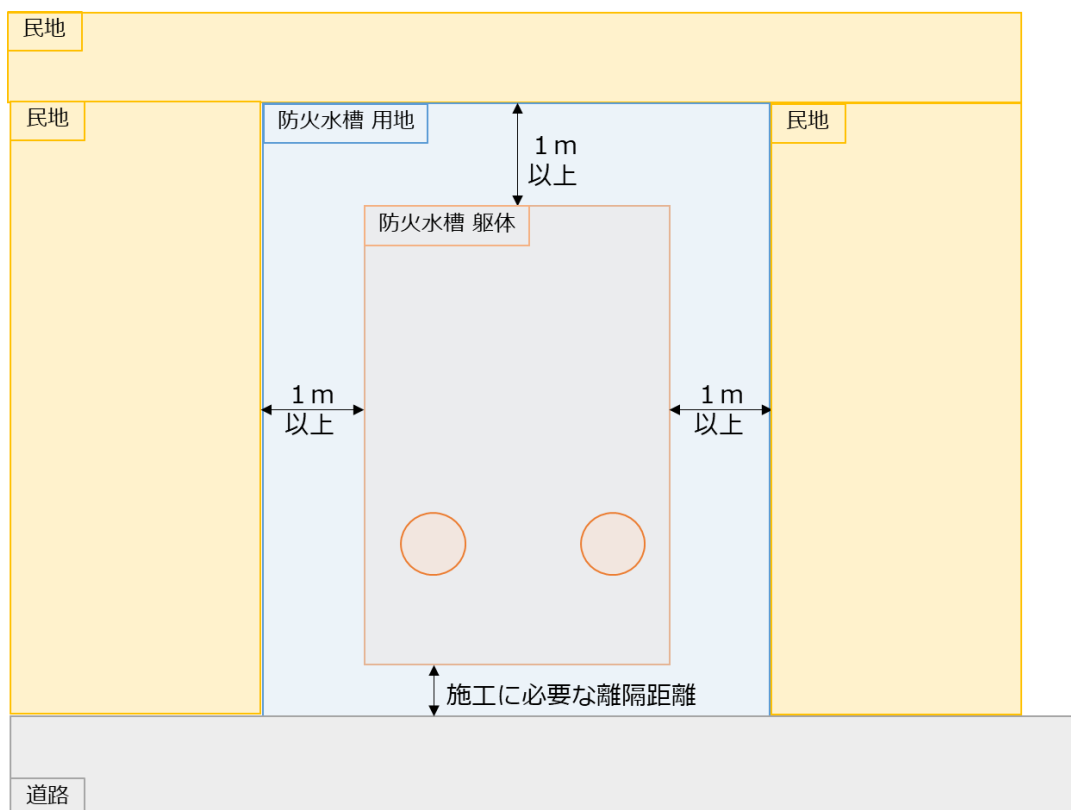 民地
民地
防火水槽 用地
民地
１ｍ
以上
防火水槽 躯体
１ｍ
以上
１ｍ
以上
施工に必要な離隔距離
道路